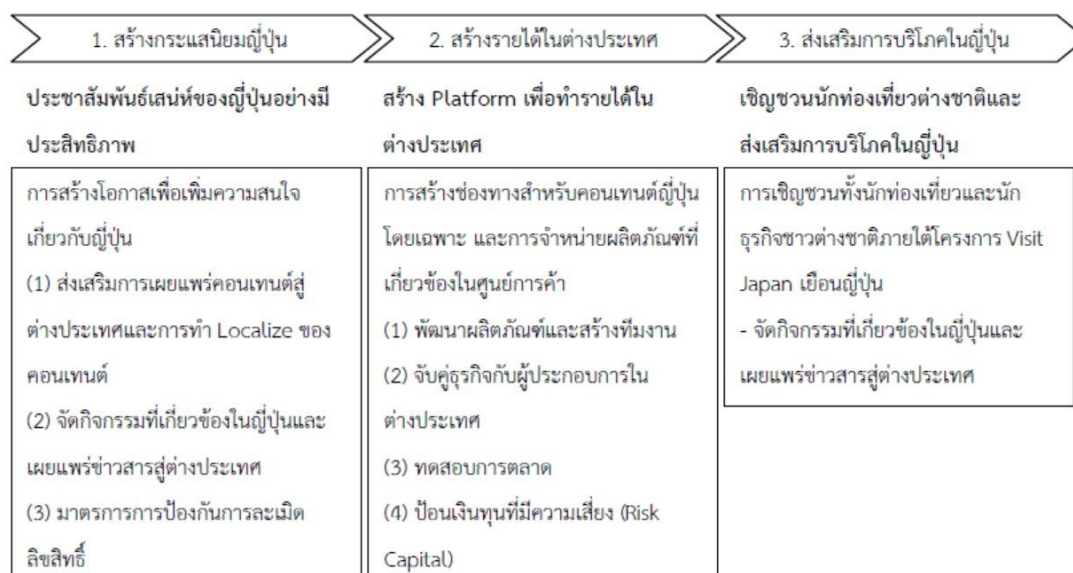 1. สร้างกระแสนิยมญี่ปุ่น
2. สร้างรายได้ในต่างประเทศ
3. ส่งเสริมการบริโภคในญี่ปุ่น
ประชาสัมพันธ์เสน่ห์ของญี่ปุ่นอย่างมี
ประสิทธิภาพ
การสร้างโอกาสเพื่อเพิ่มความสนใจ
เกี่ยวกับญี่ปุ่น
(1) ส่งเสริมการเผยแพร่คอนเทนต์สู่
ต่างประเทศและการทำ Localize ของ
คอนเทนต์
(2) จัดกิจกรรมที่เกี่ยวข้องในญี่ปุ่นและ
เผยแพร่ข่าวสารสู่ต่างประเทศ
(3) มาตรการการป้องกันการละเมิด
ลิขสิทธิ์
สร้าง Platform เพื่อทำรายได้ใน
ต่างประเทศ
การสร้างช่องทางสำหรับคอนเทนต์ญี่ปุ่น
โดยเฉพาะ และการจำหน่ายผลิตภัณฑ์ที่
เกี่ยวข้องในศูนย์การค้า
(1) พัฒนาผลิตภัณฑ์และสร้างทีมงาน
(2) จับคู่ธุรกิจกับผู้ประกอบการใน
ต่างประเทศ
(3) ทดสอบการตลาด
(4) ป้อนเงินทุนที่มีความเสี่ยง (Risk
Capital)
เชิญชวนนักท่องเที่ยวต่างชาติและ
ส่งเสริมการบริโภคในญี่ปุ่น
การเชิญชวนทั้งนักท่องเที่ยวและนัก
ธุรกิจชาวต่างชาติภายใต้โครงการ Visit
Japan เยือนญี่ปุ่น
- จัดกิจกรรมที่เกี่ยวข้องในญี่ปุ่นและ
เผยแพร่ข่าวสารสู่ต่างประเทศ